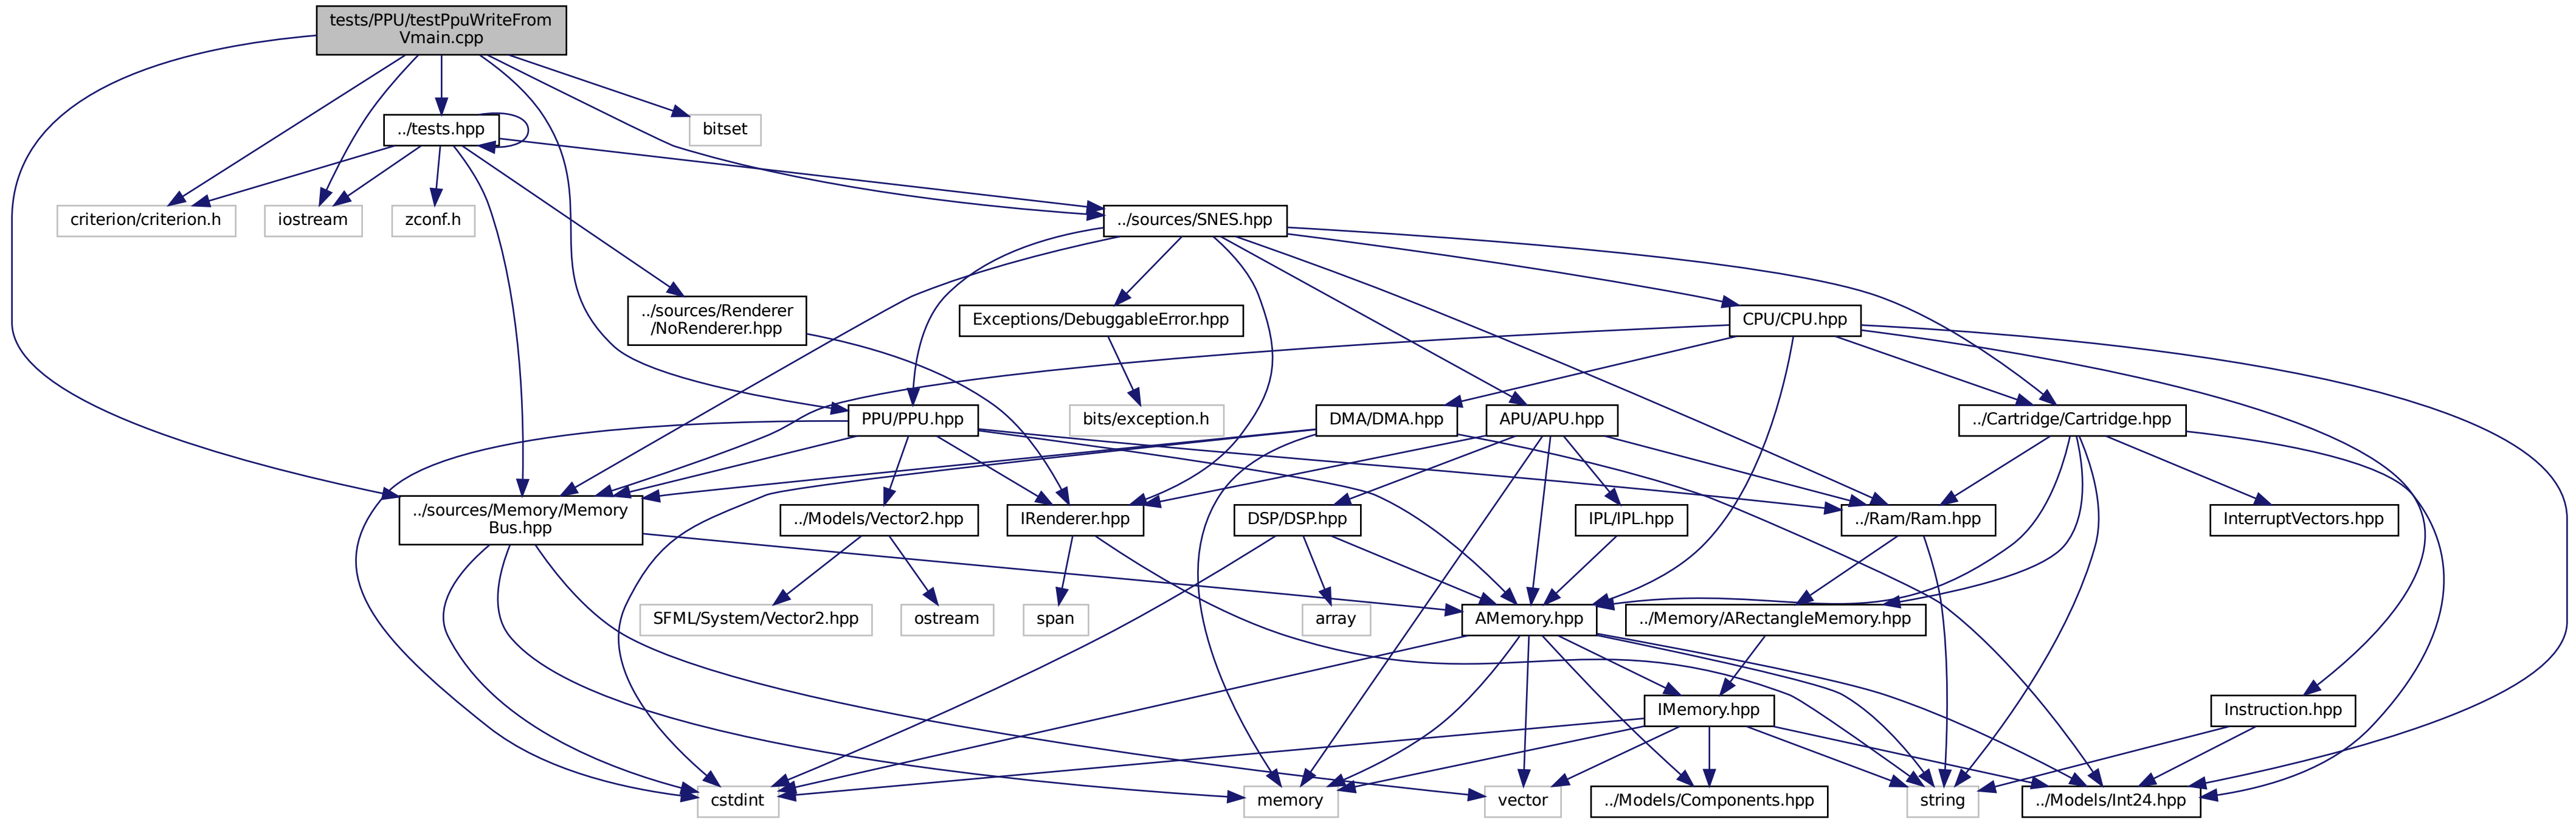 tests/PPU/testPpuWriteFrom
Vmain.cpp
../tests.hpp
bitset
criterion/criterion.h
iostream
zconf.h
../sources/SNES.hpp
../sources/Renderer
/NoRenderer.hpp
Exceptions/DebuggableError.hpp
CPU/CPU.hpp
PPU/PPU.hpp
bits/exception.h
DMA/DMA.hpp
APU/APU.hpp
../Cartridge/Cartridge.hpp
../sources/Memory/Memory
Bus.hpp
../Models/Vector2.hpp
IRenderer.hpp
DSP/DSP.hpp
IPL/IPL.hpp
../Ram/Ram.hpp
InterruptVectors.hpp
SFML/System/Vector2.hpp
ostream
span
array
AMemory.hpp
../Memory/ARectangleMemory.hpp
IMemory.hpp
Instruction.hpp
cstdint
memory
vector
../Models/Components.hpp
string
../Models/Int24.hpp